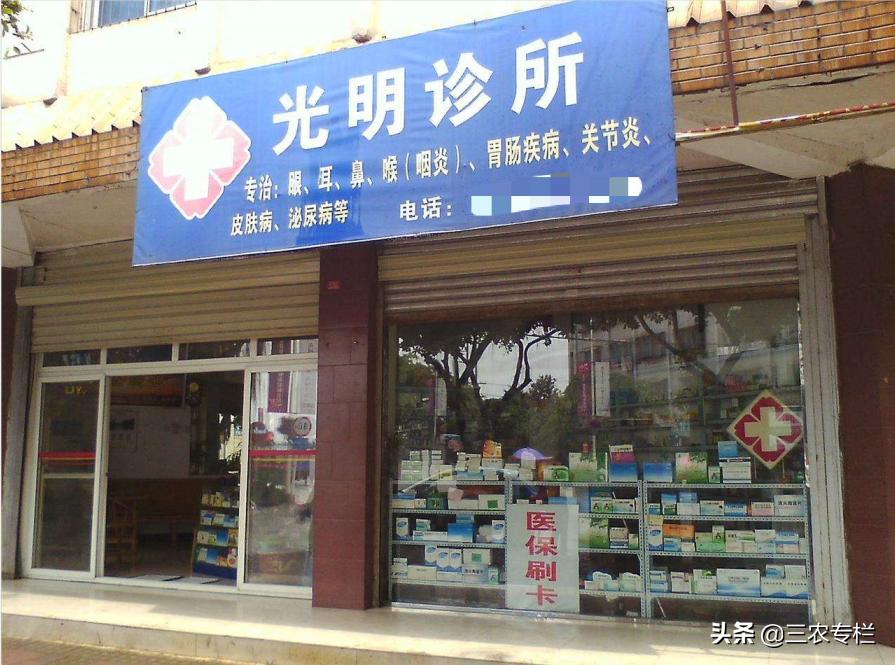 光明诊所
专治：眼、耳、鼻、喉（咽炎）、胃肠疾病、关节炎、
皮肤病、泌尿病等 电话：
医保刷卡
头条 @三农专栏